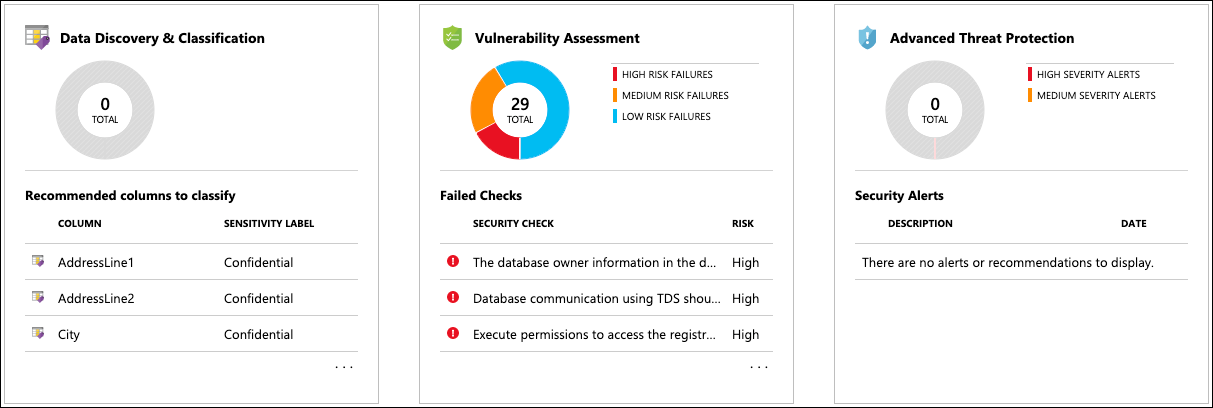 Data Discovery & Classification
0
TOTAL
Recommended columns to classify
COLUMN SENSITIVITY LABEL
AddressLine1 Confidential
AddressLine2 Confidential
City Confidential
. . .
Vulnerability Assessment
29
TOTAL
HIGH RISK FAILURES
MEDIUM RISK FAILURES
LOW RISK FAILURES
Failed Checks
SECURITY CHECK RISK
The database owner information in the d... High
Database communication using TDS shou... High
Execute permissions to access the registr... High
. . .
Advanced Threat Protection
0
TOTAL
HIGH SEVERITY ALERTS
MEDIUM SEVERITY ALERTS
Security Alerts
DESCRIPTION DATE
There are no alerts or recommendations to display.